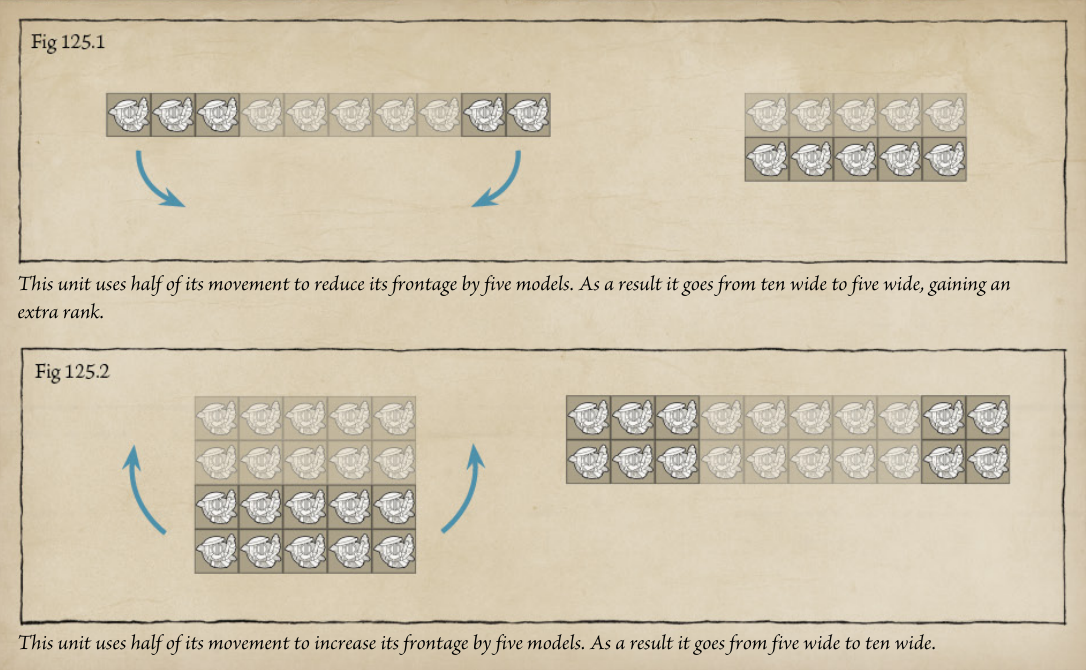 Fig 125.1
This unit uses half of its movement to reduce its frontage by five models. As a result it goes from ten wide to five wide, gaining an
extra rank.
Fig 125.2
This unit uses half of its movement to increase its frontage by five models. As a result it goes from five wide to ten wide.